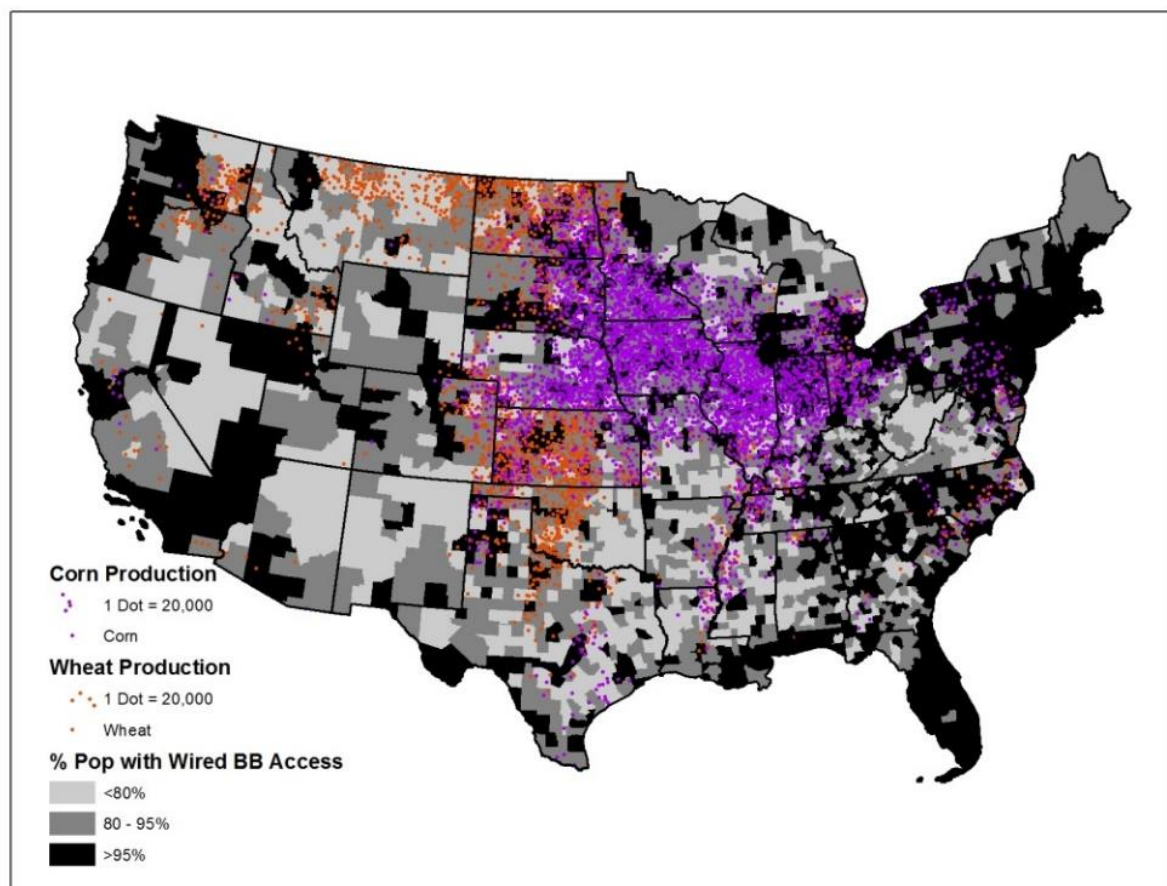 Corn Production
1 Dot = 20,000
Corn
Wheat Production
1 Dot = 20,000
Wheat
% Pop with Wired BB Access
<80%
80 - 95%
>95%